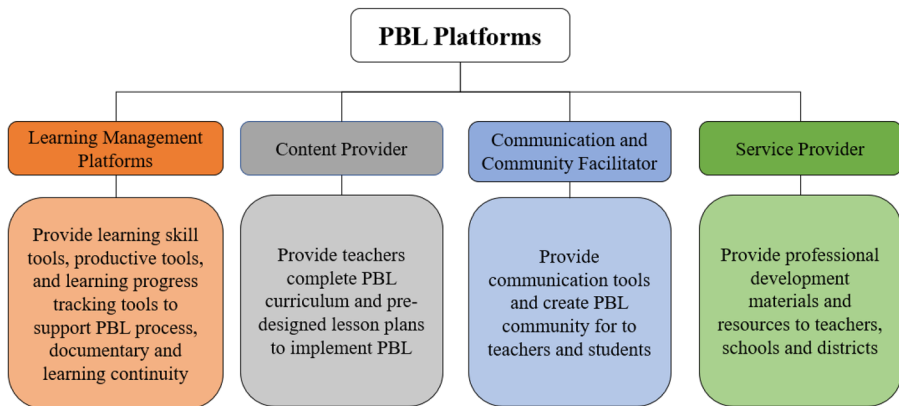 PBL Platforms
Learning Management
Platforms
Content Provider
Communication and
Community Facilitator
Service Provider
Provide learning skill
tools, productive tools,
and learning progress
tracking tools to
support PBL process,
documentary and
learning continuity
Provide teachers
complete PBL
curriculum and pre-
designed lesson plans
to implement PBL
Provide
communication tools
and create PBL
community for to
teachers and students
Provide professional
development
materials and
resources to teachers,
schools and districts